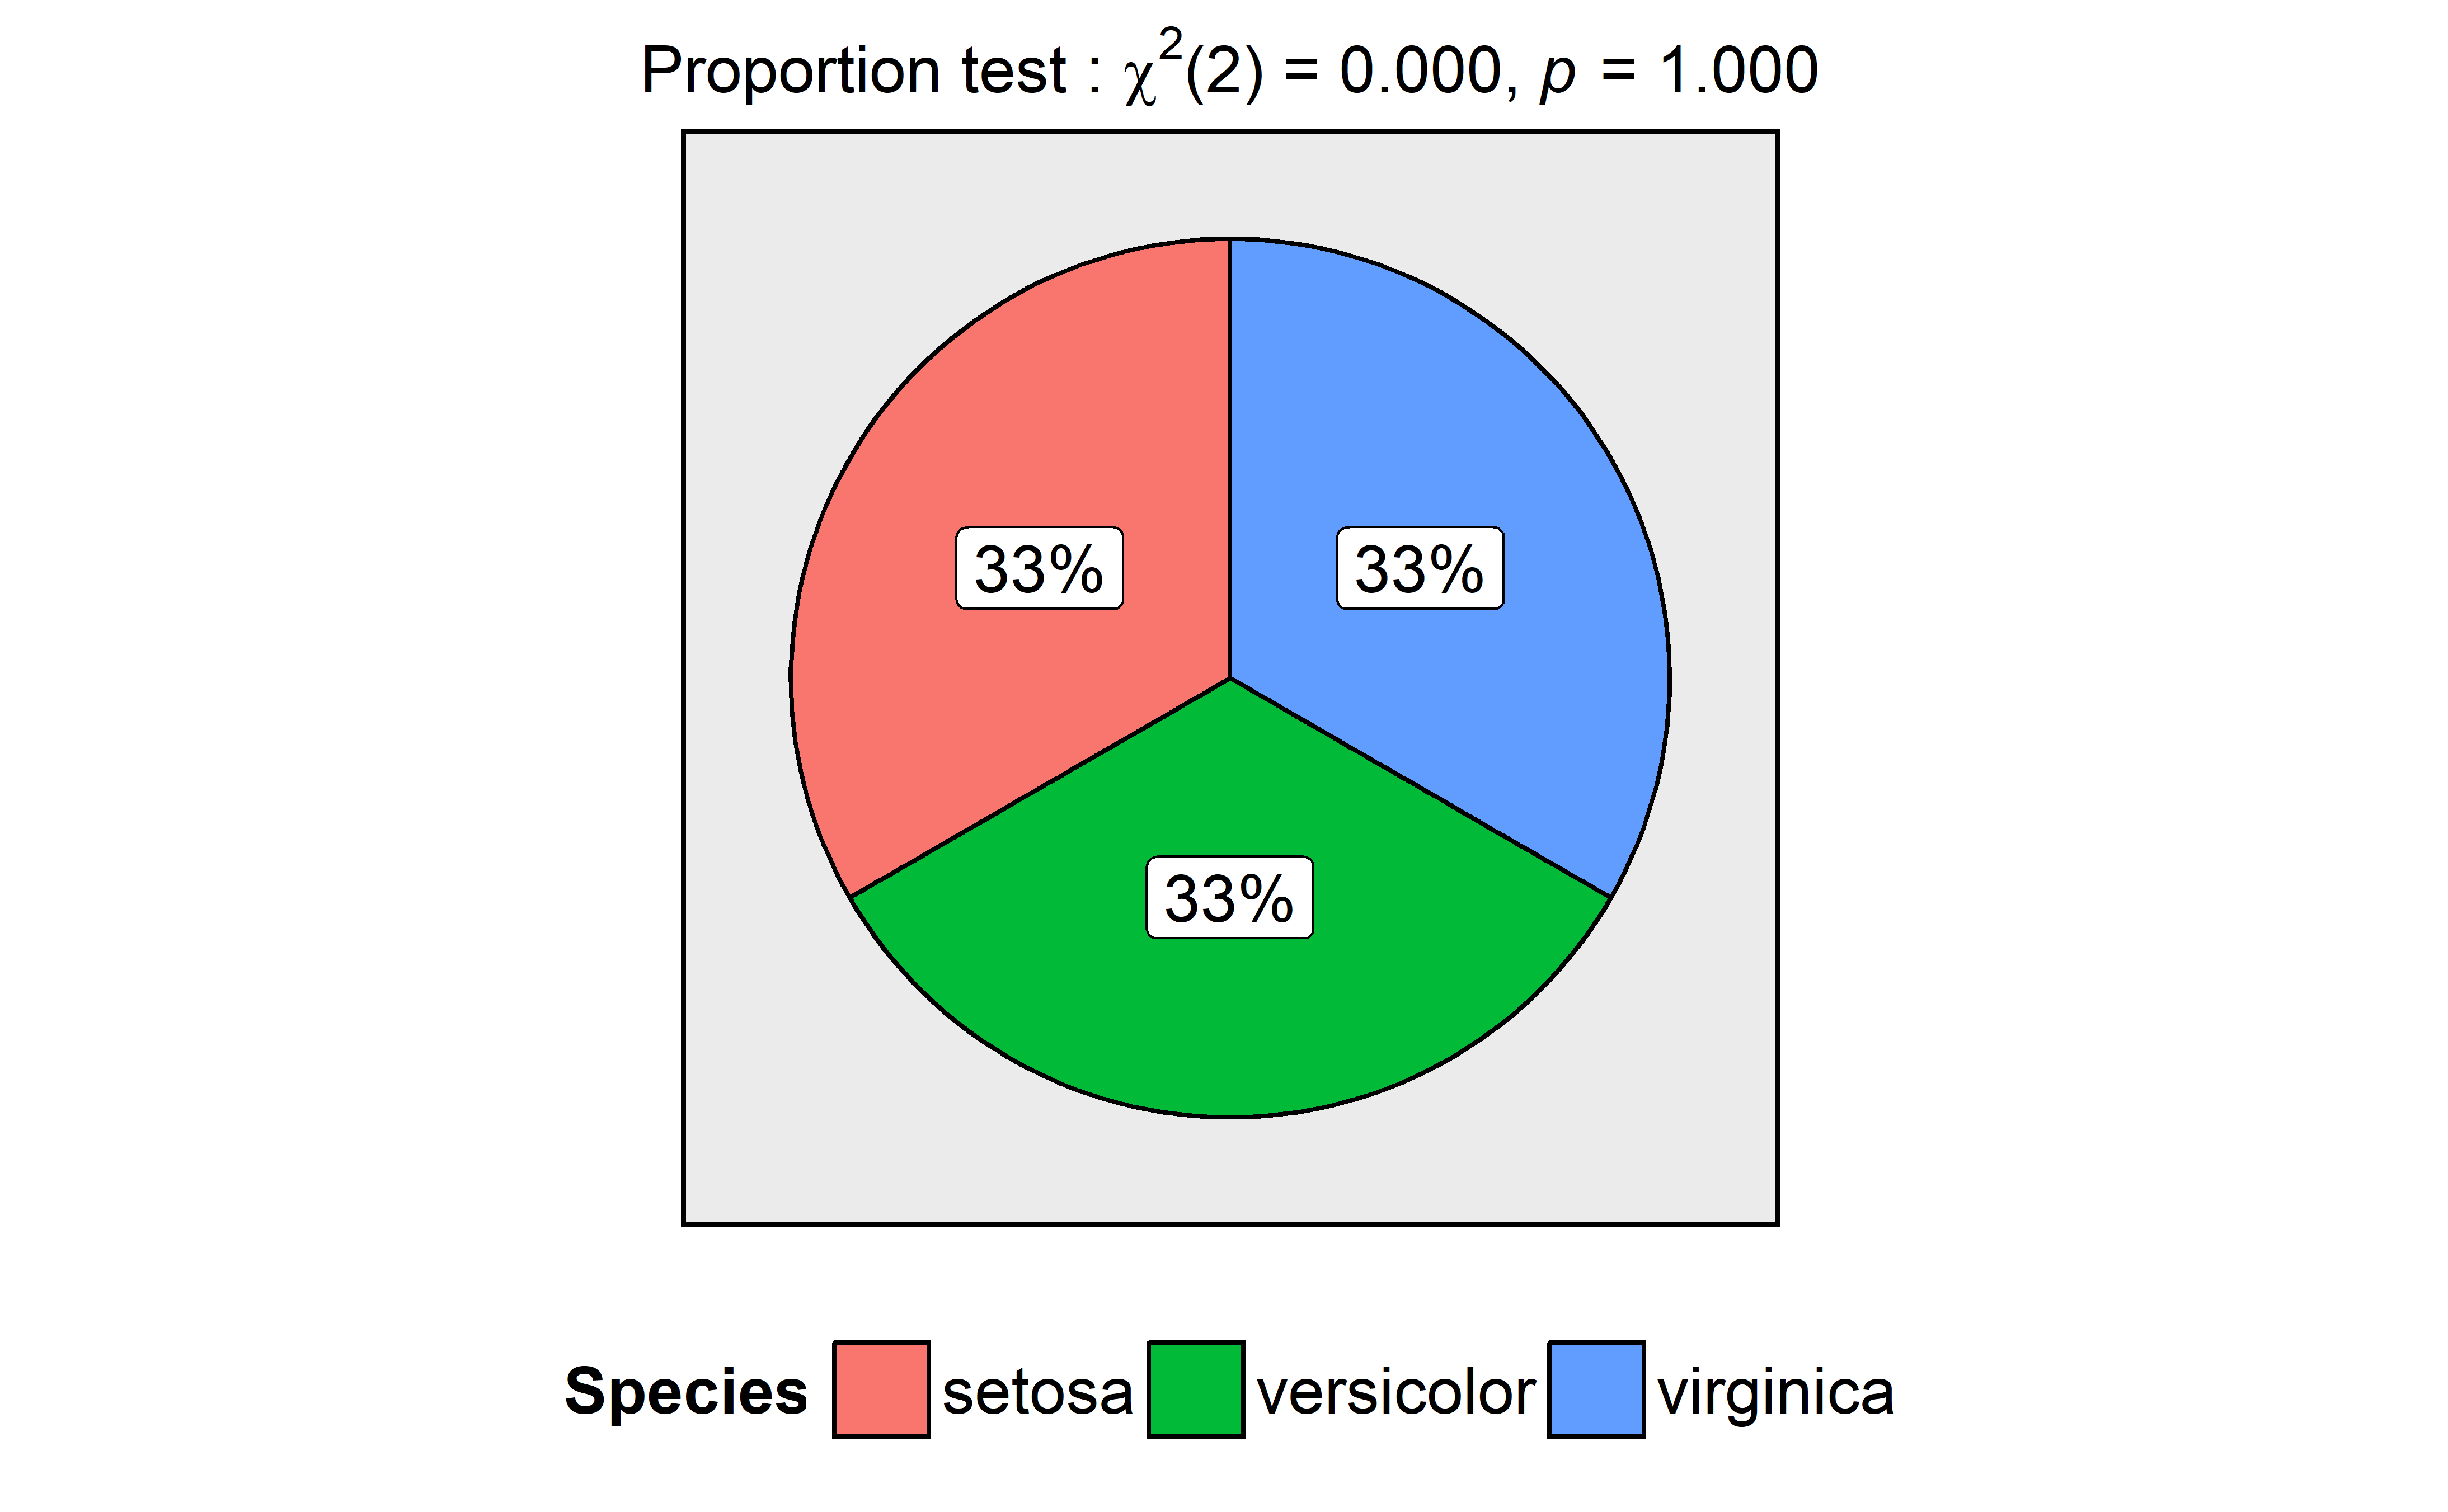 Proportion test : χ²(2) = 0.000, p = 1.000
33% 33%
33%
Species setosa versicolor virginica